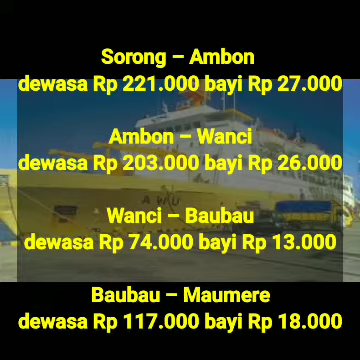 Sorong – Ambon
dewasa Rp 221.000 bayi Rp 27.000
Ambon – Wanci
dewasa Rp 203.000 bayi Rp 26.000
AWU
Wanci – Baubau
dewasa Rp 74.000 bayi Rp 13.000
Baubau – Maumere
dewasa Rp 117.000 bayi Rp 18.000